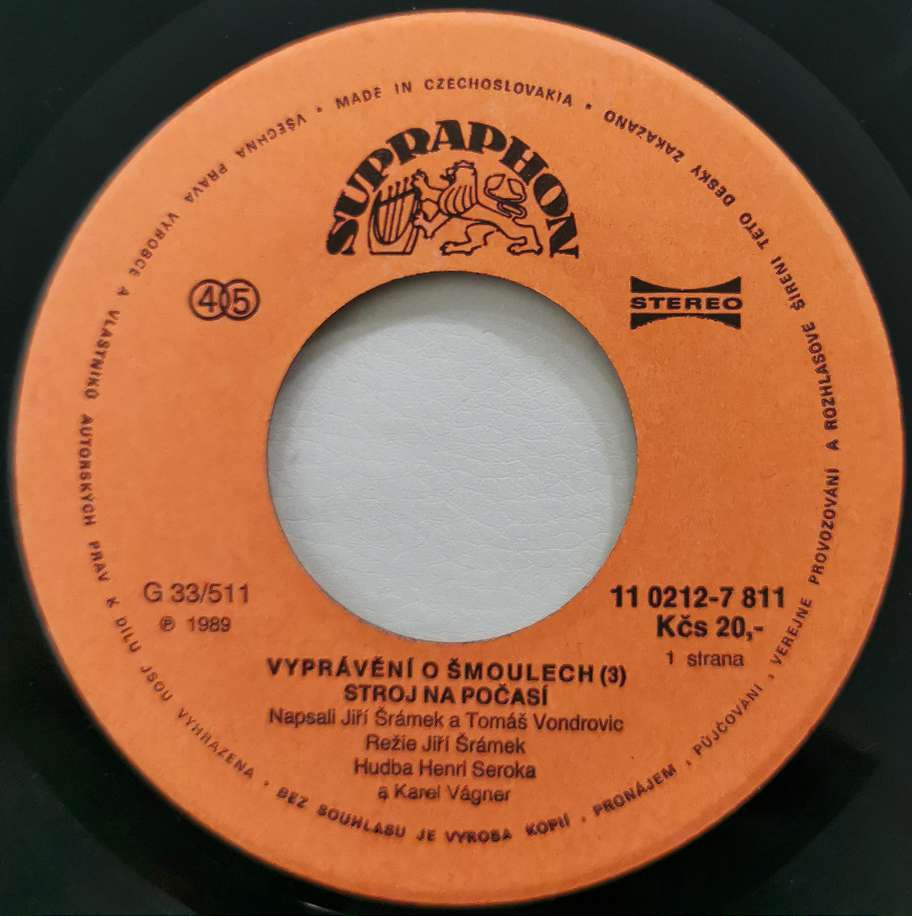 VŠECHNA PRÁVA VÝROBCE A VLASTNÍKŮ AUTORSKÝCH PRÁV K DÍLU JSOU VYHRAZENA • BEZ SOUHLASU JE VÝROBA KOPIÍ, PRONÁJEM, PŮJČOVÁNÍ, VEŘEJNÉ PROVOZOVÁNÍ A ROZHLASOVÉ ŠÍŘENÍ TÉTO DESKY ZAKÁZÁNO •
MADE IN CZECHOSLOVAKIA •
SUPRAPHON
45
STEREO
G 33/511
℗ 1989
11 0212-7 811
Kčs 20,-
1 strana
VYPRÁVĚNÍ O ŠMOULECH (3)
STROJ NA POČASÍ
Napsali Jiří Šrámek a Tomáš Vondrovic
Režie Jiří Šrámek
Hudba Henri Seroka
a Karel Vágner